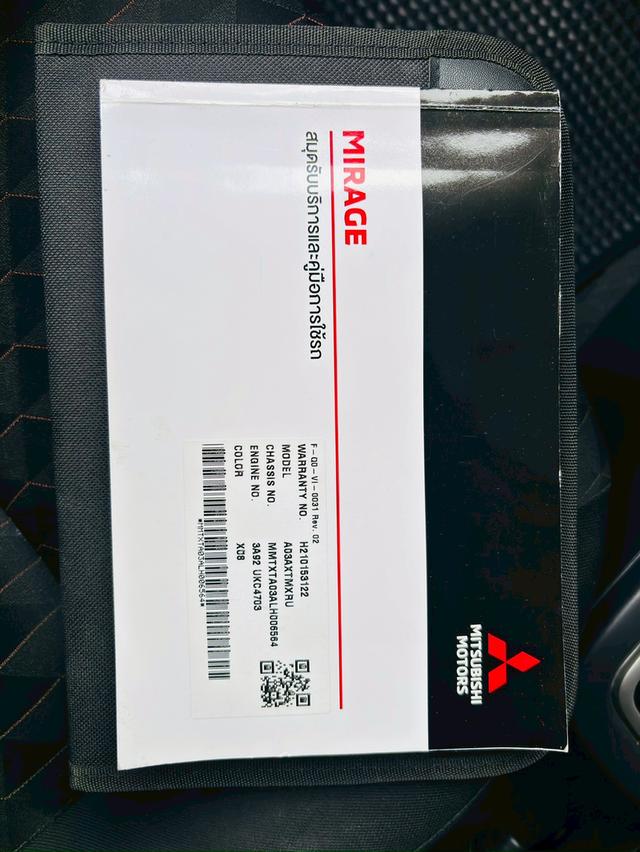 MITSUBISHI
MOTORS
MIRAGE
สมุดรับบริการและคู่มือการใช้รถ
F-QD-VI-0031 Rev. 02
WARRANTY NO. H210153122
MODEL A03AXTMXRU
CHASSIS NO. MMTXTA03ALH006564
ENGINE NO. 3A92 UKC4703
COLOR X08
*MMTXTA03ALH006564*